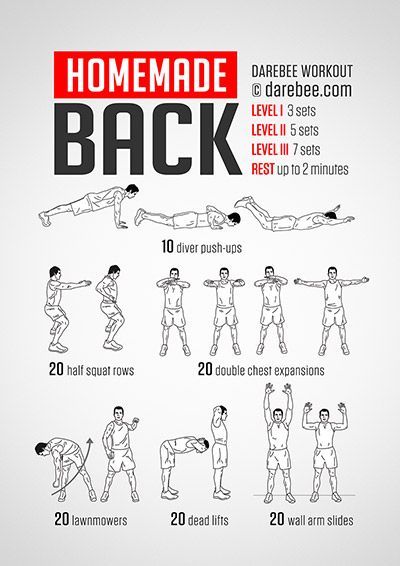 HOMEMADE
BACK
DAREBEE WORKOUT
© darebee.com
LEVEL I 3 sets
LEVEL II 5 sets
LEVEL III 7 sets
REST up to 2 minutes
10 diver push-ups
20 half squat rows
20 double chest expansions
20 lawnmowers
20 dead lifts
20 wall arm slides